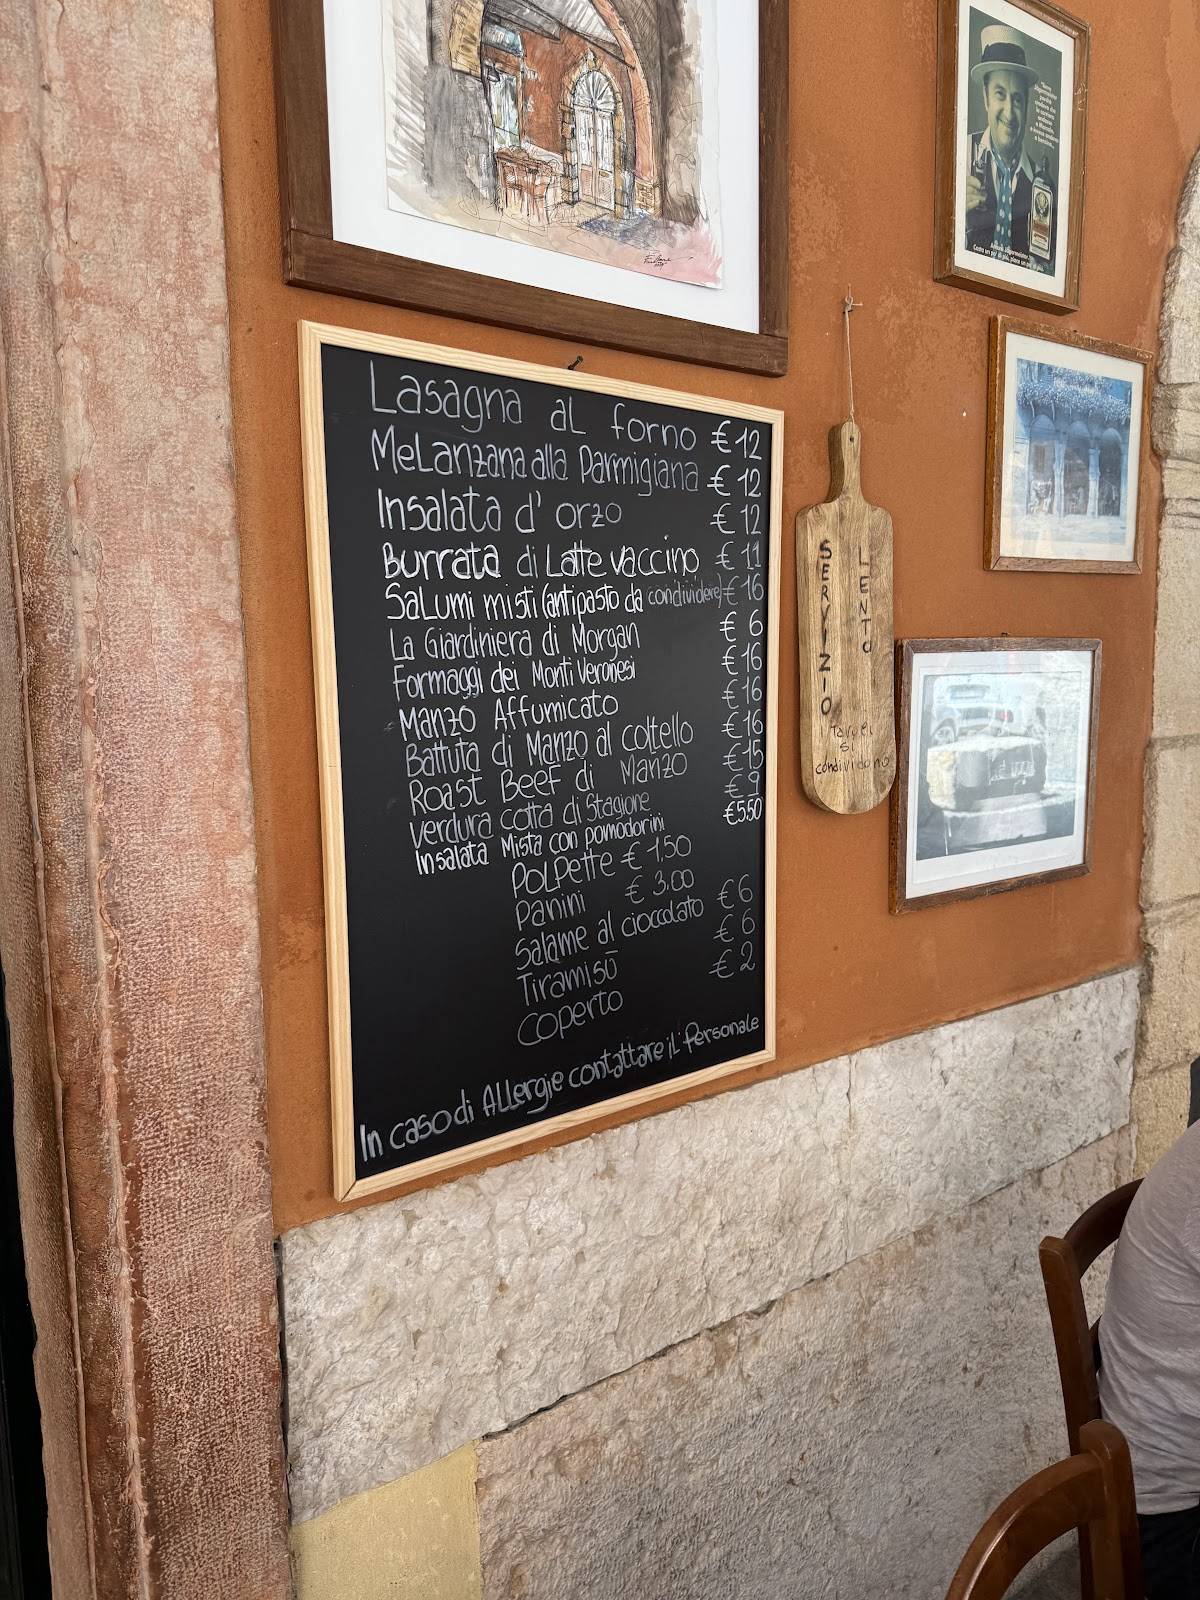 Lasagna al forno € 12
Melanzana alla Parmigiana € 12
Insalata d' orzo € 12
Burrata di Latte vaccino € 11
Salumi misti (antipasto da condividere) € 16
La Giardiniera di Morgan € 6
Formaggi dei Monti Veronesi € 16
Manzo Affumicato € 16
Battuta di Manzo al coltello € 16
Roast Beef di Manzo € 15
Verdura cotta di Stagione € 9
Insalata Mista con pomodorini € 5.50
Polpette € 1,50
Panini € 3.00
Salame al cioccolato € 6
Tiramisù € 6
Coperto € 2
In caso di Allergie contattare il Personale
SERVIZIO
LENTO
I tavoli
si
condividono